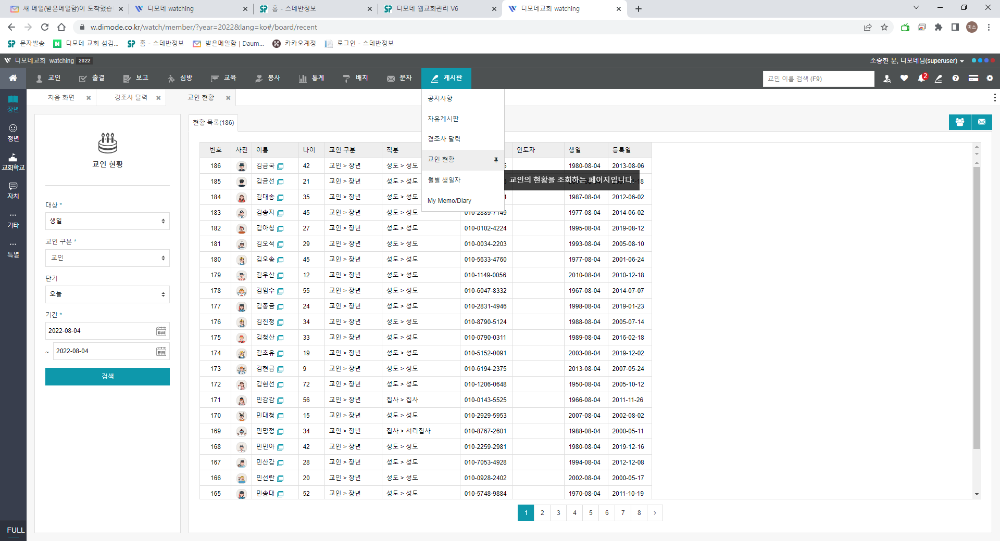 새 메일(받은메일함)이 도착했습
디모데 watching
홈 - 스데반정보
디모데 웹교회관리 V6
디모데교회 watching
w.dimode.co.kr/watch/member/?year=2022&lang=ko#/board/recent
미소
문자발송 디모데 교회 섬김... 홈 - 스데반정보 받은메일함 | Daum... 카카오계정 로그인 - 스데반정보
디모데교회 watching 2022
소중한 분, 디모데님(superuser)
교인 출결 보고 심방 교육 봉사 통계 배치 문자 게시판
교인 이름 검색 (F9)
2
처음 화면 경조사 달력 교인 현황
장년
청년
교회학교
자치
기타
특별
FULL
공지사항
자유게시판
경조사 달력
교인 현황
월별 생일자
My Memo/Diary
교인의 현황을 조회하는 페이지입니다.
교인 현황
대상 *
생일
교인 구분 *
교인
단기
오늘
기간 *
2022-08-04
~ 2022-08-04
검색
현황 목록(186)
번호 사진 이름 나이 교인 구분 직분 인도자 생일 등록일
186 김금국 42 교인 > 장년 성도 > 성도 5 1980-08-04 2013-08-06
185 김금선 21 교인 > 장년 성도 > 성도 -18
184 김대송 35 교인 > 장년 성도 > 성도 4 1987-08-04 2012-06-02
183 김송지 45 교인 > 장년 성도 > 성도 010-2889-7149 1977-08-04 2014-06-02
182 김아청 27 교인 > 장년 성도 > 성도 010-0102-4224 1995-08-04 2019-08-12
181 김오석 29 교인 > 장년 성도 > 성도 010-0034-2203 1993-08-04 2005-08-10
180 김오송 45 교인 > 장년 성도 > 성도 010-5633-4760 1977-08-04 2001-06-24
179 김우산 12 교인 > 장년 성도 > 성도 010-1149-0056 2010-08-04 2010-12-18
178 김임수 55 교인 > 장년 성도 > 성도 010-6047-8332 1967-08-04 2014-07-07
177 김종금 24 교인 > 장년 성도 > 성도 010-2831-4946 1998-08-04 2019-01-23
176 김진청 34 교인 > 장년 성도 > 성도 010-8790-5124 1988-08-04 2005-07-14
175 김청산 33 교인 > 장년 성도 > 성도 010-0790-0311 1989-08-04 2016-02-18
174 김초유 19 교인 > 장년 성도 > 성도 010-5152-0091 2003-08-04 2019-12-02
173 김현금 9 교인 > 장년 성도 > 성도 010-6194-2375 2013-08-04 2007-05-24
172 김현선 72 교인 > 장년 성도 > 성도 010-1206-0648 1950-08-04 2005-10-12
171 민감감 56 교인 > 장년 집사 > 집사 010-0143-5525 1966-08-04 2011-11-26
170 민대청 15 교인 > 장년 성도 > 성도 010-2929-5953 2007-08-04 2002-08-02
169 민명정 34 교인 > 장년 집사 > 서리집사 010-8767-2601 1988-08-04 2000-05-11
168 민민아 42 교인 > 장년 성도 > 성도 010-2259-2981 1980-08-04 2019-12-16
167 민산감 28 교인 > 장년 성도 > 성도 010-7053-4928 1994-08-04 2012-12-08
166 민선란 20 교인 > 장년 성도 > 성도 010-0928-2402 2002-08-04 2000-05-17
165 민송대 52 교인 > 장년 성도 > 성도 010-5748-9884 1970-08-04 2011-10-19
1 2 3 4 5 6 7 8 >